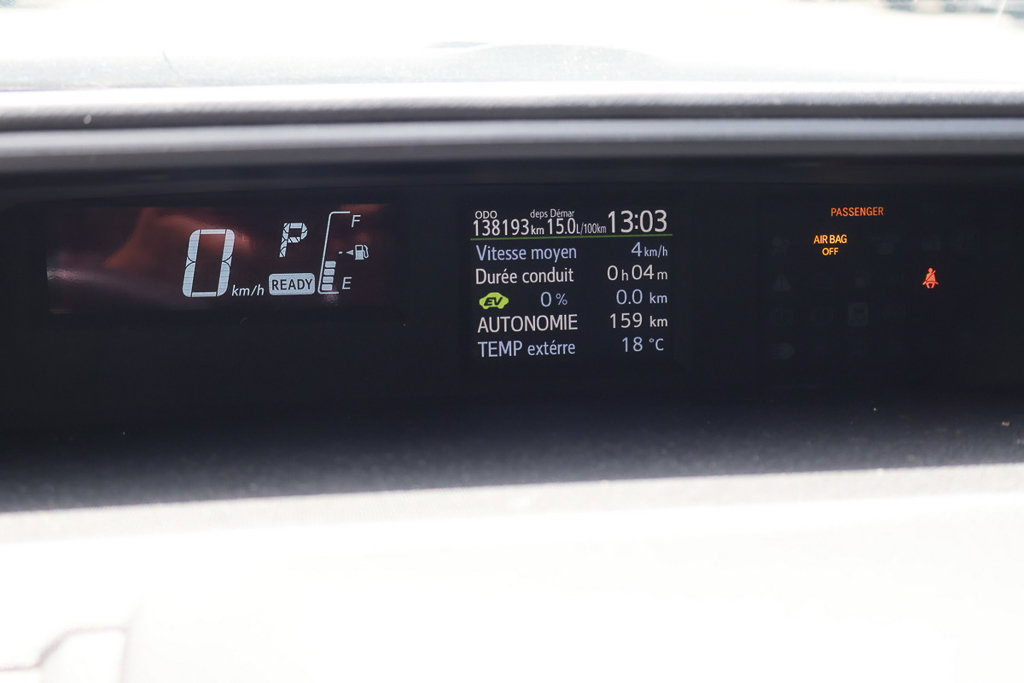 0 km/h
P
READY
F
E
ODO deps Démar
138193 km 15.0 L/100km 13:03
Vitesse moyen 4 km/h
Durée conduit 0 h 04 m
EV 0 % 0.0 km
AUTONOMIE 159 km
TEMP extérre 18 °C
PASSENGER
AIR BAG
OFF